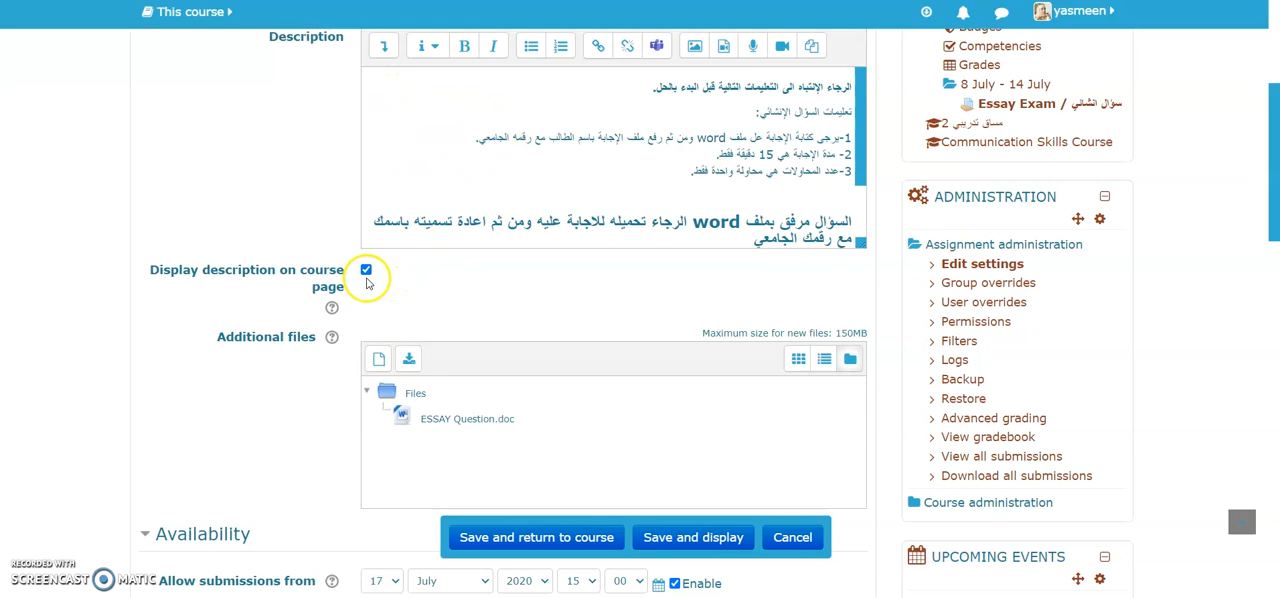 This course
yasmeen
Description
الرجاء الإنتباه الى التعليمات التالية قبل البدء بالحل.
تعليمات السؤال الإنشائي:
1-يرجى كتابة الإجابة عل ملف word ومن ثم رفع ملف الإجابة باسم الطالب مع رقمه الجامعي.
2- مدة الإجابة هي 15 دقيقة فقط.
3-عدد المحاولات هي محاولة واحدة فقط.
السؤال مرفق بملف word الرجاء تحميله للاجابة عليه ومن ثم اعادة تسميته باسمك
مع رقمك الجامعي
Display description on course
page
Additional files
Maximum size for new files: 150MB
Files
ESSAY Question.doc
Save and return to course
Save and display
Cancel
Availability
Allow submissions from
17
July
2020
15
00
Enable
RECORDED WITH
SCREENCAST MATIC
Competencies
Grades
8 July - 14 July
Essay Exam / سؤال انشائي
مساق تدريبي 2
Communication Skills Course
ADMINISTRATION
Assignment administration
Edit settings
Group overrides
User overrides
Permissions
Filters
Logs
Backup
Restore
Advanced grading
View gradebook
View all submissions
Download all submissions
Course administration
UPCOMING EVENTS